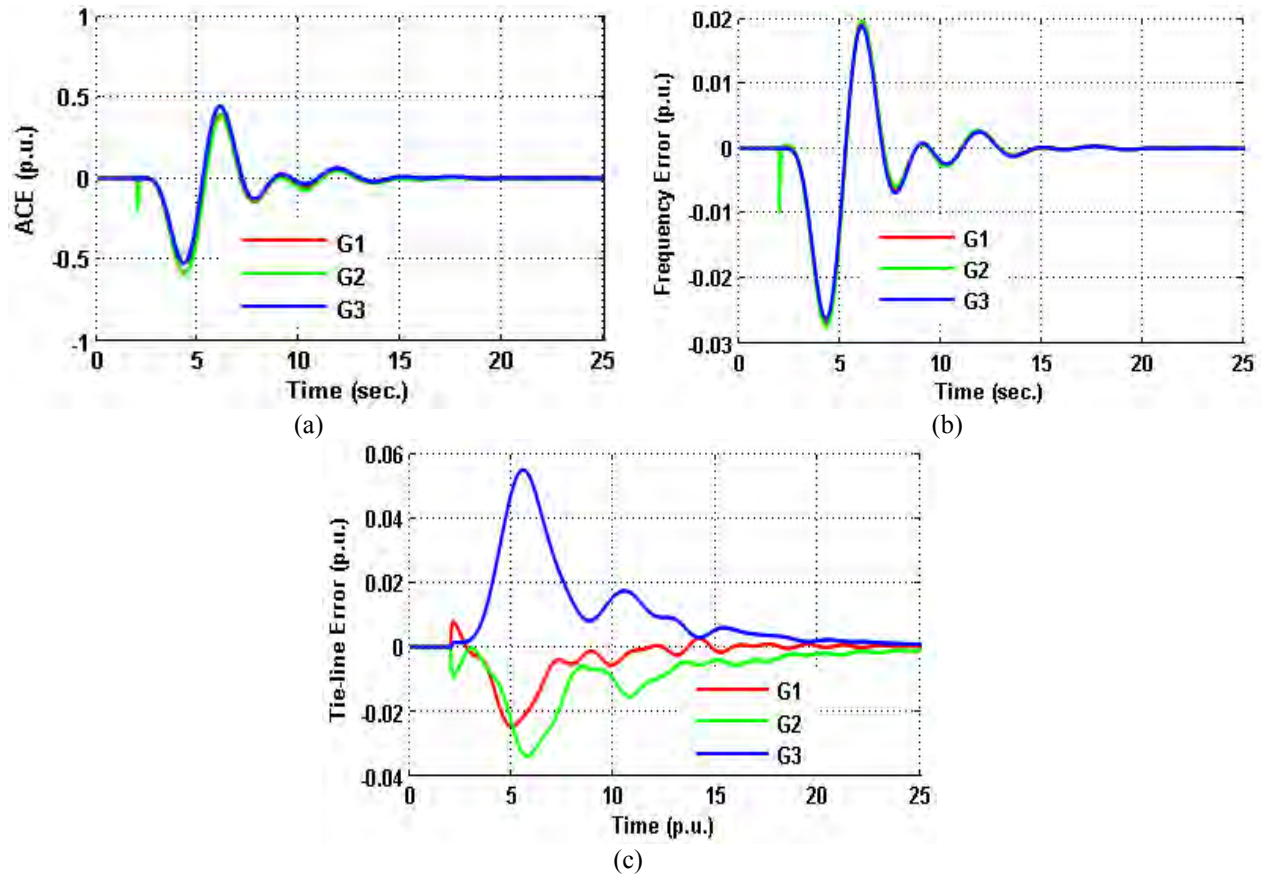 1
0.5
0
-0.5
-1
ACE (p.u.)
G1
G2
G3
0 5 10 15 20 25
Time (sec.)
(a)
0.02
0.01
0
-0.01
-0.02
-0.03
Frequency Error (p.u.)
G1
G2
G3
0 5 10 15 20 25
Time (sec.)
(b)
0.06
0.04
0.02
0
-0.02
-0.04
Tie-line Error (p.u.)
G1
G2
G3
0 5 10 15 20 25
Time (p.u.)
(c)